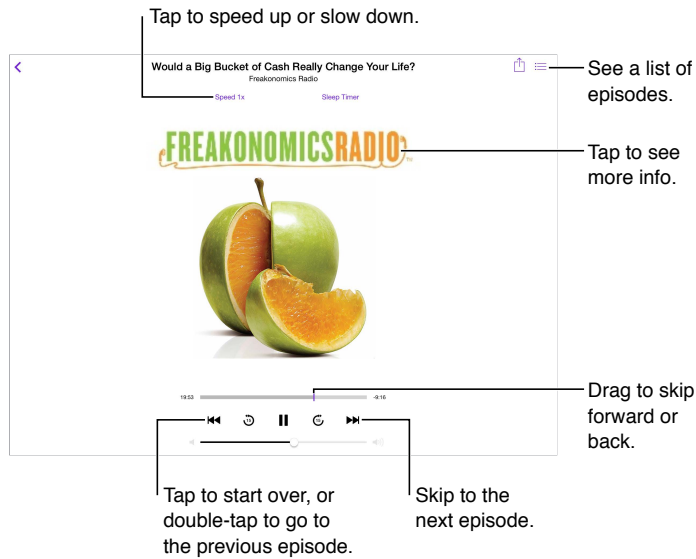 Tap to speed up or slow down.
Would a Big Bucket of Cash Really Change Your Life?
Freakonomics Radio
Speed 1x
Sleep Timer
See a list of
episodes.
FREAKONOMICSRADIO
Tap to see
more info.
19:53
-9:16
Drag to skip
forward or
back.
15
15
Tap to start over, or
double-tap to go to
the previous episode.
Skip to the
next episode.